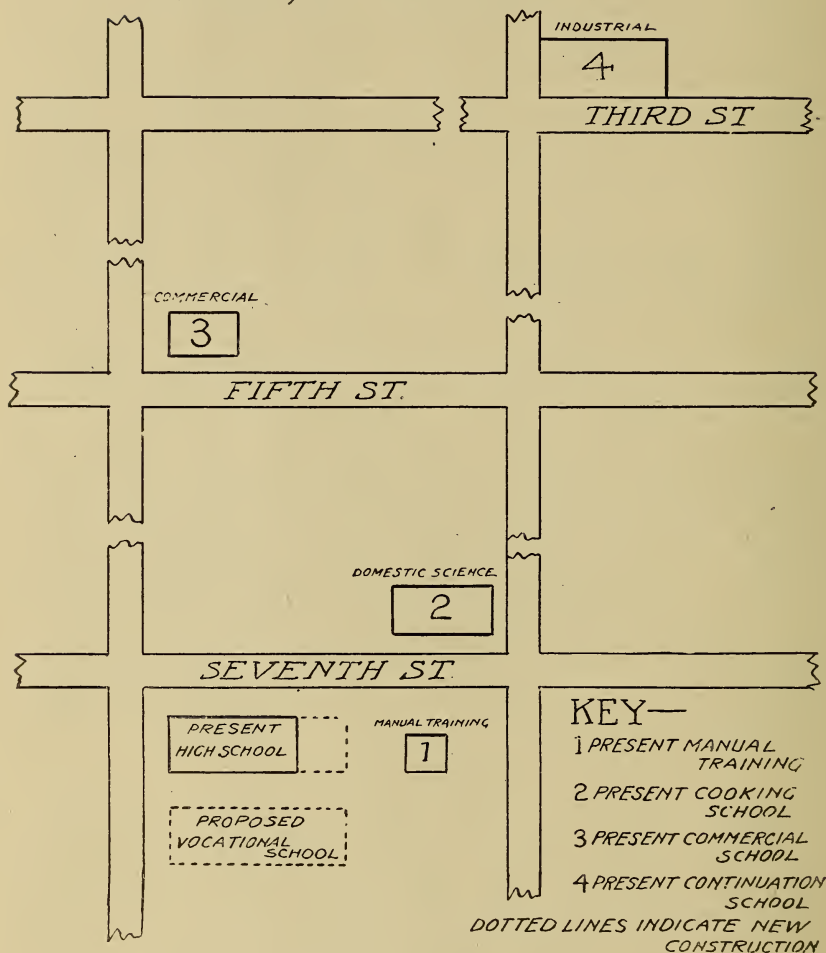 INDUSTRIAL
4
THIRD ST
COMMERCIAL
3
FIFTH ST.
DOMESTIC SCIENCE
2
SEVENTH ST.
PRESENT
HIGH SCHOOL
MANUAL TRAINING
1
PROPOSED
VOCATIONAL
SCHOOL
KEY—
1 PRESENT MANUAL
TRAINING
2 PRESENT COOKING
SCHOOL
3 PRESENT COMMERCIAL
SCHOOL
4 PRESENT CONTINUATION
SCHOOL
DOTTED LINES INDICATE NEW
CONSTRUCTION